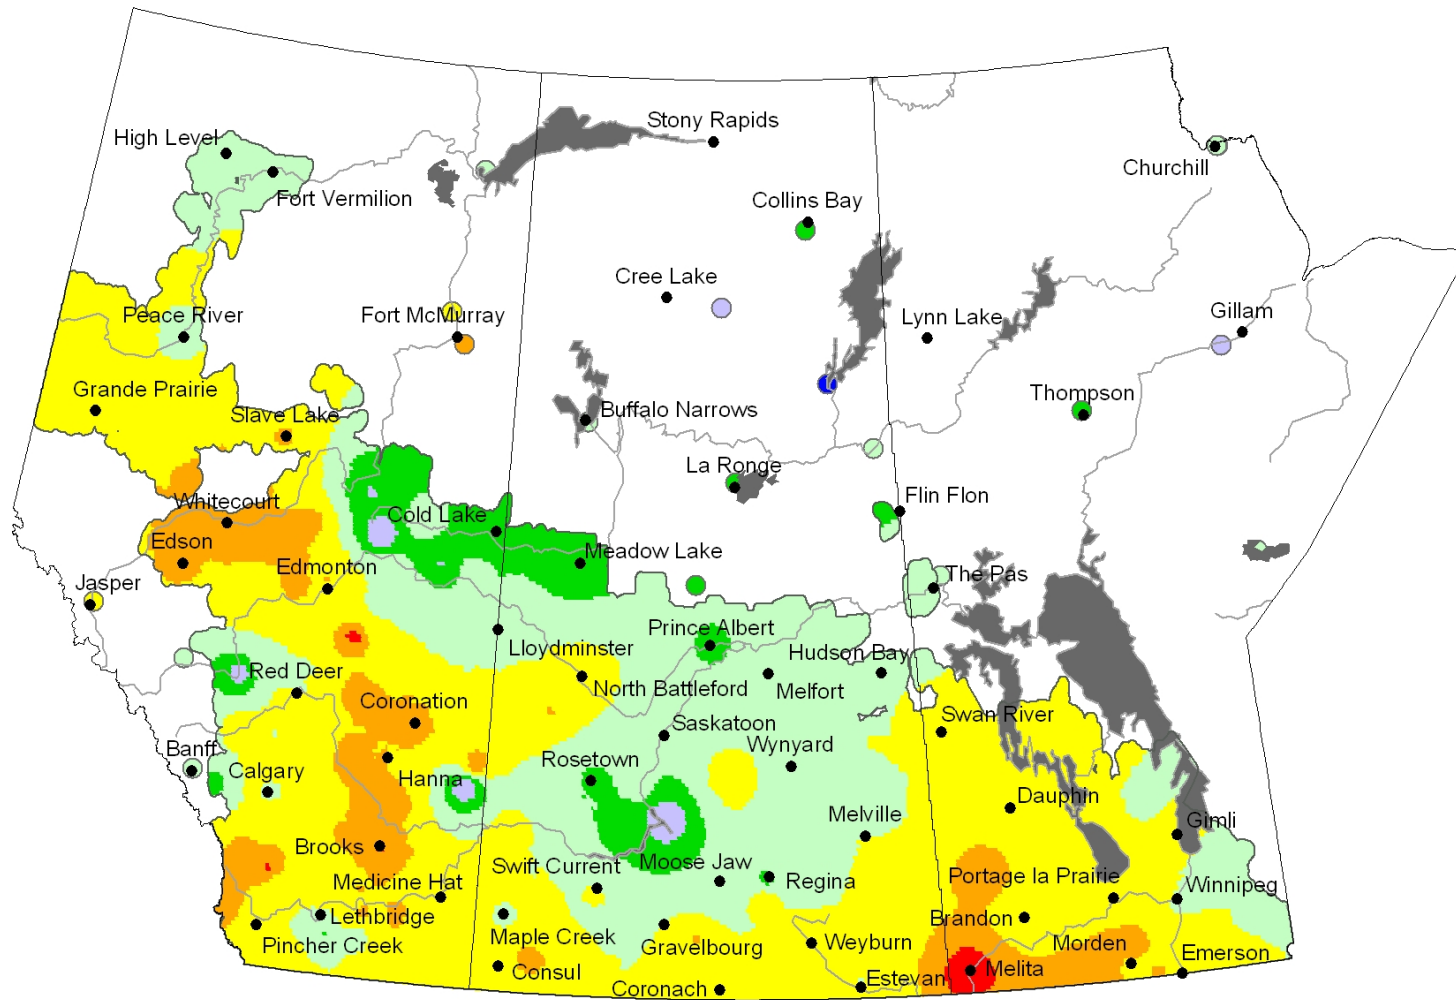 Stony Rapids
High Level
Churchill
Fort Vermilion
Collins Bay
Cree Lake
Peace River
Fort McMurray
Lynn Lake
Gillam
Grande Prairie
Thompson
Slave Lake
Buffalo Narrows
La Ronge
Flin Flon
Whitecourt
Cold Lake
Edson
Meadow Lake
Edmonton
Jasper
The Pas
Prince Albert
Lloydminster
Hudson Bay
Red Deer
North Battleford
Melfort
Coronation
Swan River
Saskatoon
Wynyard
Banff
Rosetown
Calgary
Hanna
Dauphin
Melville
Gimli
Brooks
Moose Jaw
Swift Current
Portage la Prairie
Medicine Hat
Regina
Winnipeg
Lethbridge
Brandon
Maple Creek
Pincher Creek
Gravelbourg
Weyburn
Morden
Emerson
Consul
Melita
Estevan
Coronach